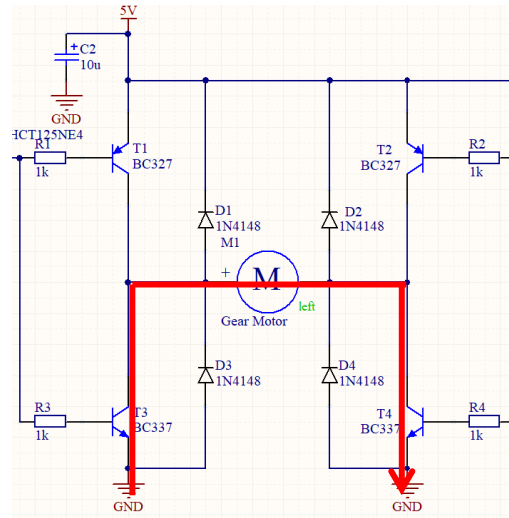 5V
+
C2
10u
GND
HCT125NE4
R1
1k
T1
BC327
T2
BC327
R2
1k
D1
1N4148
D2
1N4148
M1
+
M
left
Gear Motor
D3
1N4148
D4
1N4148
R3
1k
T3
BC337
T4
BC337
R4
1k
GND
GND